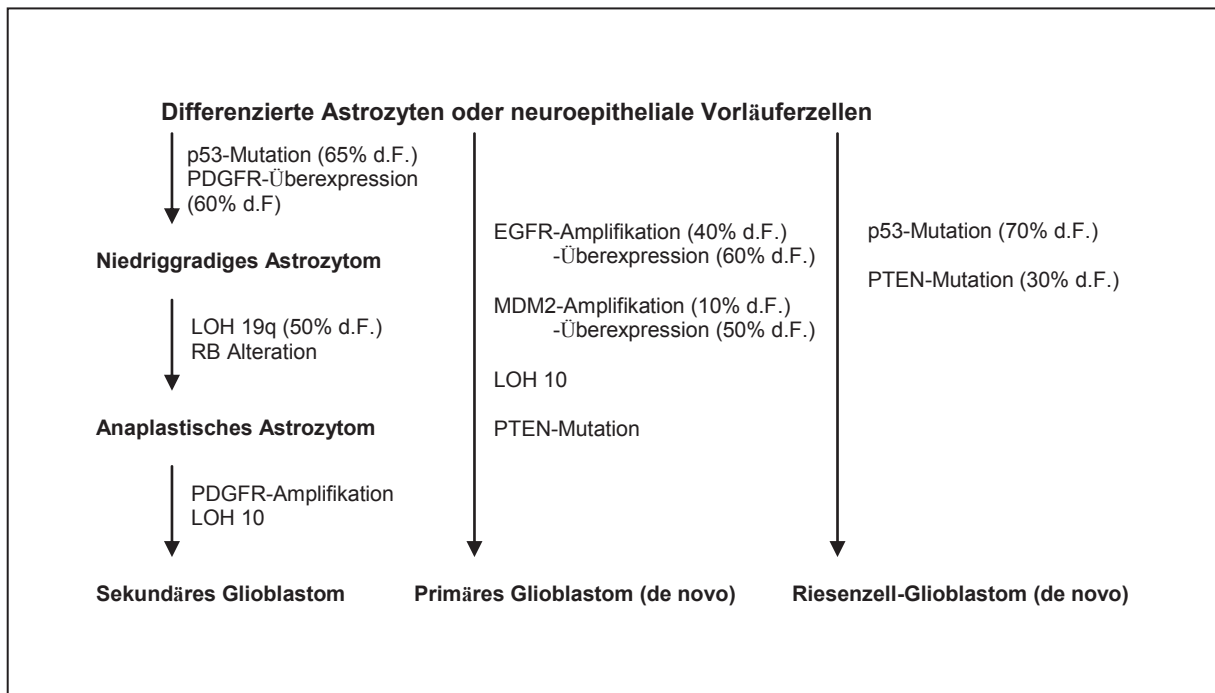 Differenzierte Astrozyten oder neuroepitheliale Vorläuferzellen
p53-Mutation (65% d.F.)
PDGFR-Überexpression
(60% d.F)
Niedriggradiges Astrozytom
LOH 19q (50% d.F.)
RB Alteration
Anaplastisches Astrozytom
PDGFR-Amplifikation
LOH 10
Sekundäres Glioblastom
EGFR-Amplifikation (40% d.F.)
-Überexpression (60% d.F.)
MDM2-Amplifikation (10% d.F.)
-Überexpression (50% d.F.)
LOH 10
PTEN-Mutation
Primäres Glioblastom (de novo)
p53-Mutation (70% d.F.)
PTEN-Mutation (30% d.F.)
Riesenzell-Glioblastom (de novo)